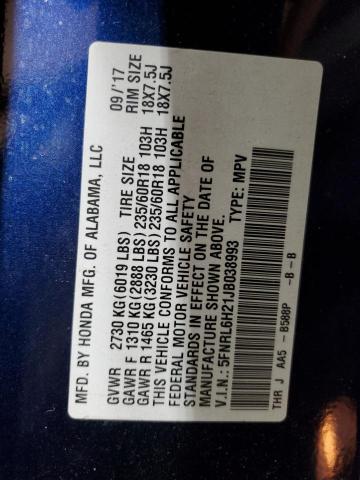 MFD. BY HONDA MFG. OF ALABAMA, LLC 09/'17
GVWR 2730 KG(6019 LBS) TIRE SIZE RIM SIZE
GAWR F 1310 KG (2888 LBS) 235/60R18 103H 18X7.5J
GAWR R 1465 KG(3230 LBS) 235/60R18 103H 18X7.5J
THIS VEHICLE CONFORMS TO ALL APPLICABLE
FEDERAL MOTOR VEHICLE SAFETY
STANDARDS IN EFFECT ON THE DATE OF
MANUFACTURE SHOWN ABOVE.
V.I.N.: 5FNRL6H21JB038993 TYPE: MPV
THR J AA5 -B588P -B -B